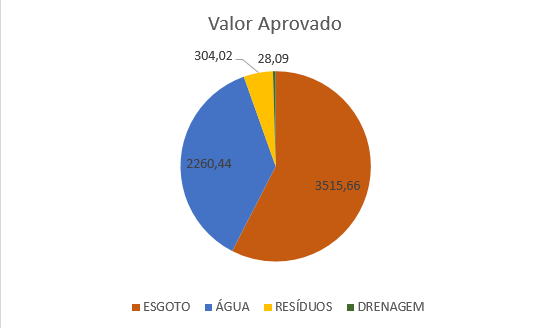 Valor Aprovado
304,02
28,09
2260,44
3515,66
ESGOTO ÁGUA RESÍDUOS DRENAGEM